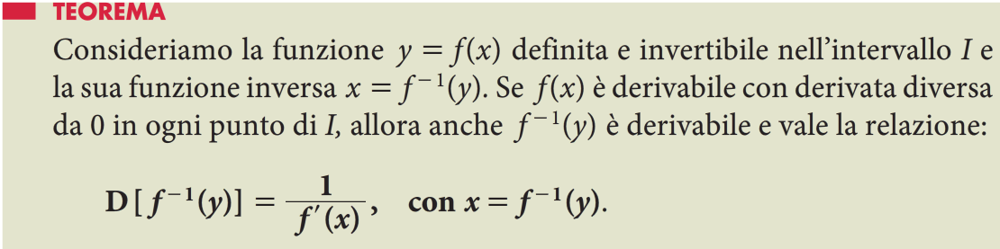 TEOREMA
Consideriamo la funzione y = f(x) definita e invertibile nell'intervallo I e
la sua funzione inversa x = f⁻¹(y). Se f(x) è derivabile con derivata diversa
da 0 in ogni punto di I, allora anche f⁻¹(y) è derivabile e vale la relazione:
D[f⁻¹(y)] = 1/f′(x), con x = f⁻¹(y).